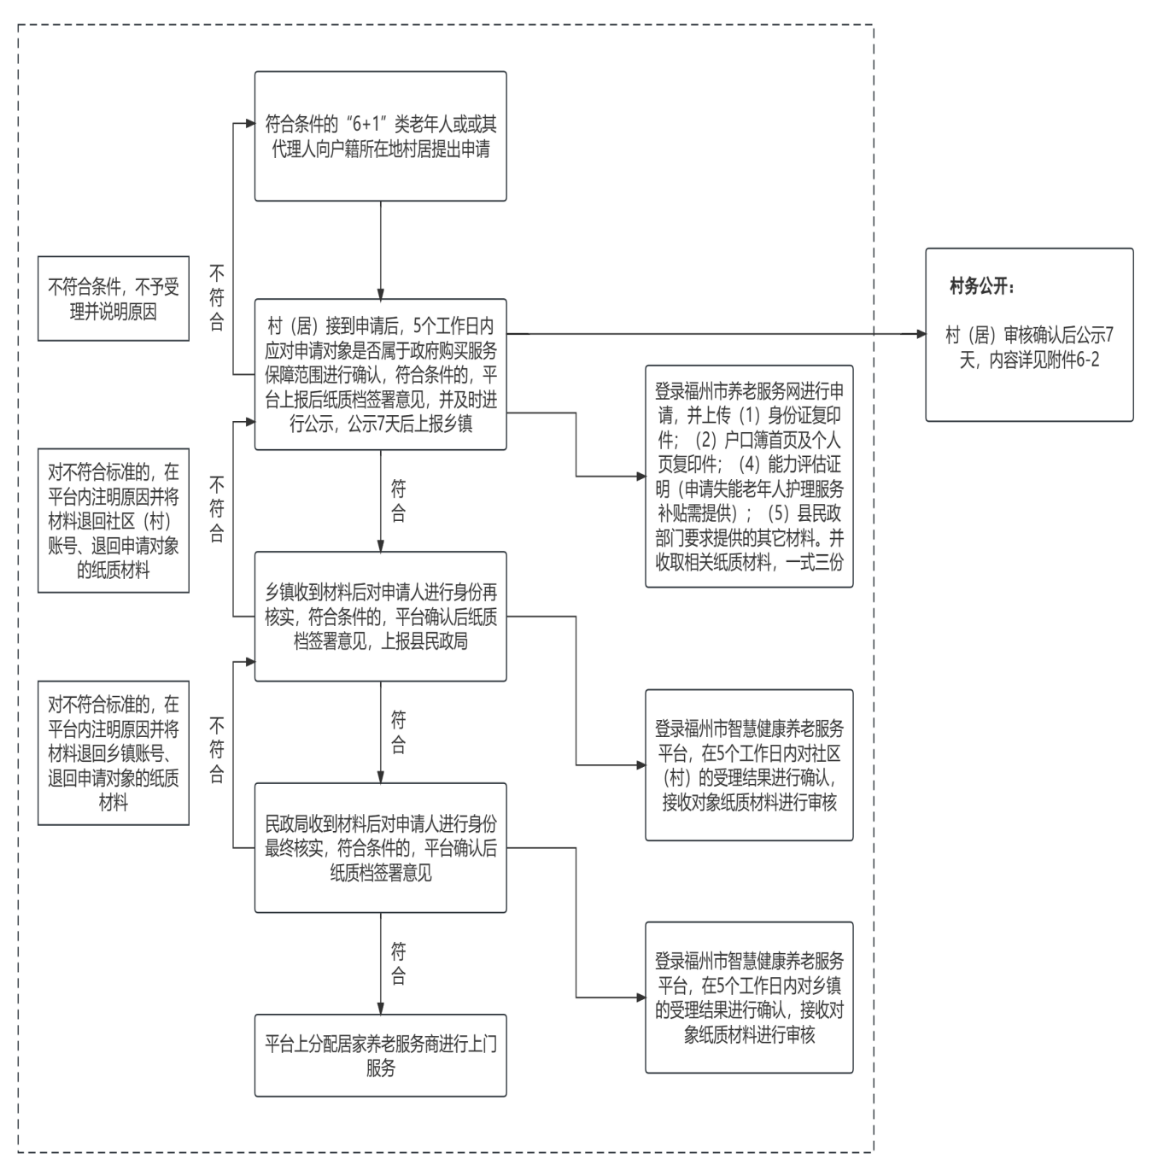 符合条件的“6+1”类老年人或或其
代理人向户籍所在地村居提出申请
不符合条件，不予受
理并说明原因
不
符
合
村（居）接到申请后，5个工作日内
应对申请对象是否属于政府购买服务
保障范围进行确认，符合条件的，平
台上报后纸质档签署意见，并及时进
行公示，公示7天后上报乡镇
村务公开：
村（居）审核确认后公示7
天，内容详见附件6-2
登录福州市养老服务网进行申
请，并上传（1）身份证复印
件；（2）户口簿首页及个人
页复印件；（4）能力评估证
明（申请失能老年人护理服务
补贴需提供）；（5）县民政
部门要求提供的其它材料。并
收取相关纸质材料，一式三份
对不符合标准的，在
平台内注明原因并将
材料退回社区（村）
账号、退回申请对象
的纸质材料
不
符
合
符
合
乡镇收到材料后对申请人进行身份再
核实，符合条件的，平台确认后纸质
档签署意见，上报县民政局
登录福州市智慧健康养老服务
平台，在5个工作日内对社区
（村）的受理结果进行确认，
接收对象纸质材料进行审核
对不符合标准的，在
平台内注明原因并将
材料退回乡镇账号、
退回申请对象的纸质
材料
不
符
合
符
合
民政局收到材料后对申请人进行身份
最终核实，符合条件的，平台确认后
纸质档签署意见
登录福州市智慧健康养老服务
平台，在5个工作日内对乡镇
的受理结果进行确认，接收对
象纸质材料进行审核
符
合
平台上分配居家养老服务商进行上门
服务